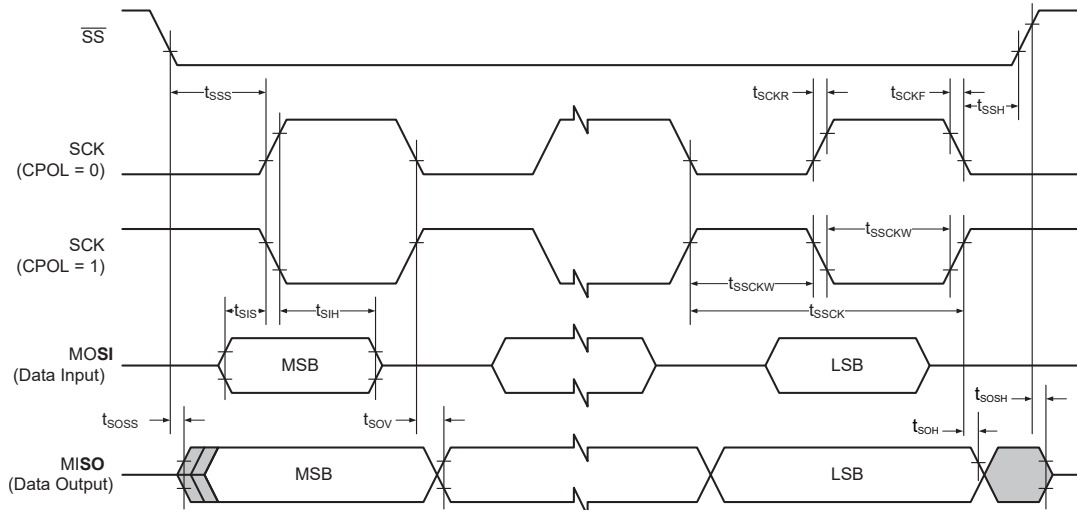 SS
tSSS
tSCKR
tSCKF
tSSH
SCK
(CPOL = 0)
SCK
(CPOL = 1)
tSSCKW
tSSCKW
tSSCK
tSIS
tSIH
MOSI
(Data Input)
MSB
LSB
tSOSS
tSOV
tSOH
tSOSH
MISO
(Data Output)
MSB
LSB